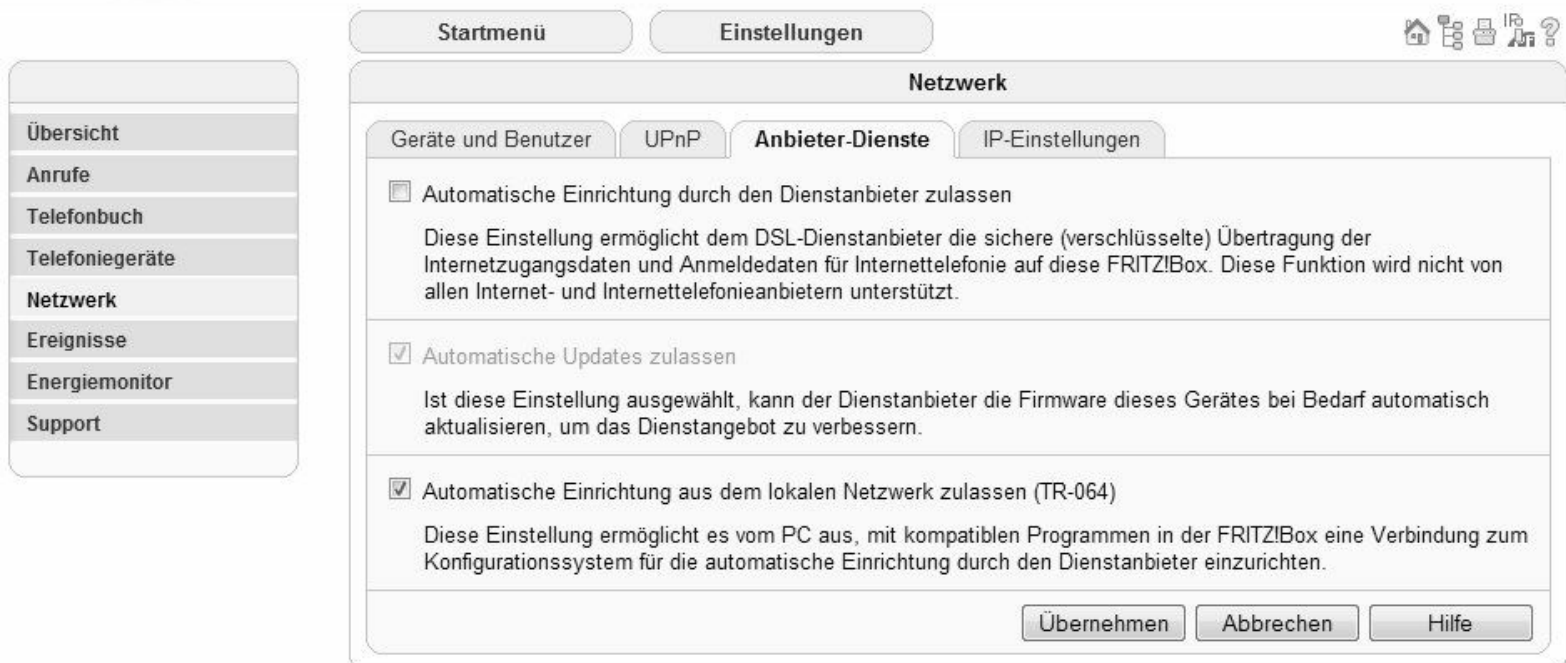 Startmenü
Einstellungen
Netzwerk
Übersicht
Anrufe
Telefonbuch
Telefoniegeräte
Netzwerk
Ereignisse
Energiemonitor
Support
Geräte und Benutzer
UPnP
Anbieter-Dienste
IP-Einstellungen
Automatische Einrichtung durch den Dienstanbieter zulassen
Diese Einstellung ermöglicht dem DSL-Dienstanbieter die sichere (verschlüsselte) Übertragung der
Internetzugangsdaten und Anmeldedaten für Internettelefonie auf diese FRITZ!Box. Diese Funktion wird nicht von
allen Internet- und Internettelefonieanbietern unterstützt.
Automatische Updates zulassen
Ist diese Einstellung ausgewählt, kann der Dienstanbieter die Firmware dieses Gerätes bei Bedarf automatisch
aktualisieren, um das Dienstangebot zu verbessern.
Automatische Einrichtung aus dem lokalen Netzwerk zulassen (TR-064)
Diese Einstellung ermöglicht es vom PC aus, mit kompatiblen Programmen in der FRITZ!Box eine Verbindung zum
Konfigurationssystem für die automatische Einrichtung durch den Dienstanbieter einzurichten.
Übernehmen
Abbrechen
Hilfe